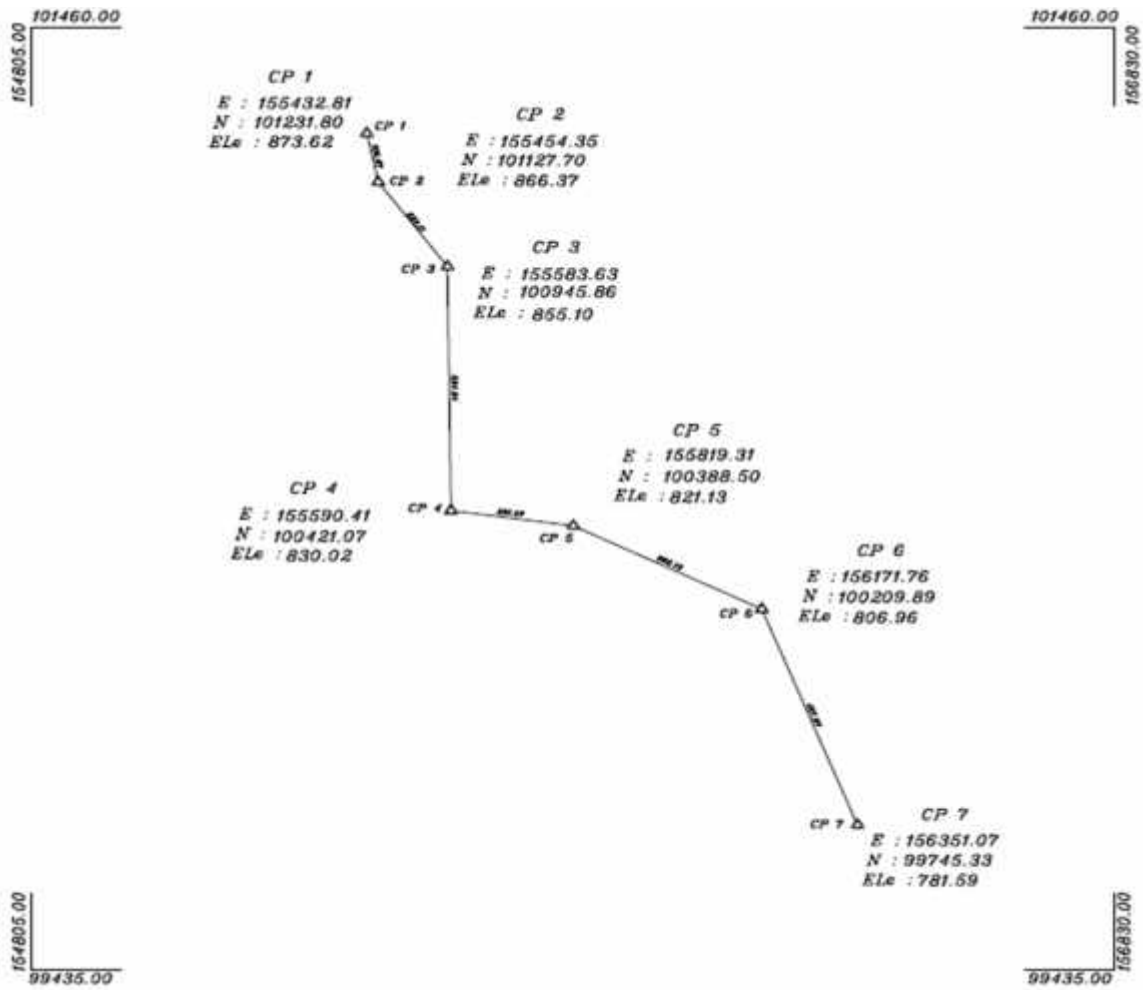 101460.00
101460.00
154805.00
156830.00
CP 1
E : 155432.81
N : 101231.80
ELe : 873.62
CP 1
CP 2
E : 155454.35
N : 101127.70
ELe : 866.37
CP 2
CP 3
E : 155583.63
N : 100945.86
ELe : 855.10
CP 3
CP 5
E : 155819.31
N : 100388.50
ELe : 821.13
CP 4
E : 155590.41
N : 100421.07
ELe : 830.02
CP 4
CP 5
CP 6
E : 156171.76
N : 100209.89
ELe : 806.96
CP 6
CP 7
CP 7
E : 156351.07
N : 99745.33
ELe : 781.59
154805.00
156830.00
99435.00
99435.00